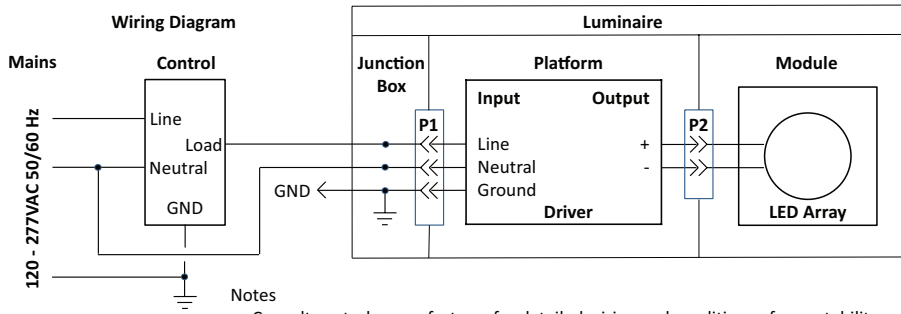 Wiring Diagram
Luminaire
Mains
Control
Junction
Box
Platform
Module
120 - 277VAC 50/60 Hz
Line
Load
Neutral
GND
GND
P1
Input
Output
Line
Neutral
Ground
+
-
Driver
P2
LED Array
Notes